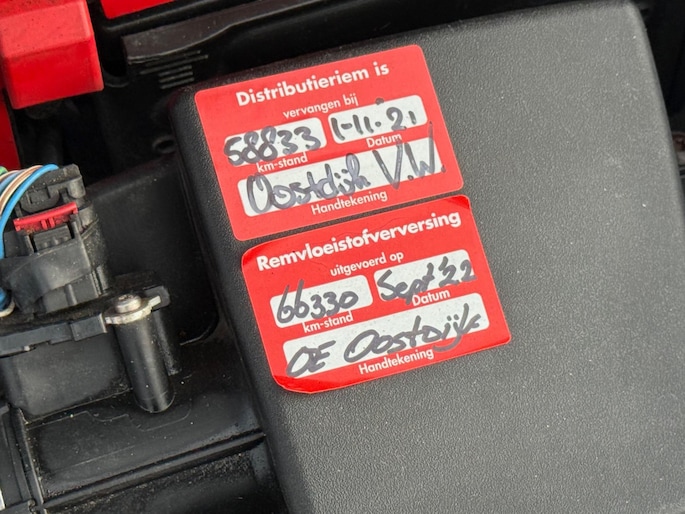 Distributieriem is
vervangen bij
58833 1-11-'21
km-stand Datum
Oostdijk V.W.
Handtekening
Remvloeistofverversing
uitgevoerd op
66330 Sept '22
km-stand Datum
OE Oostdijk
Handtekening